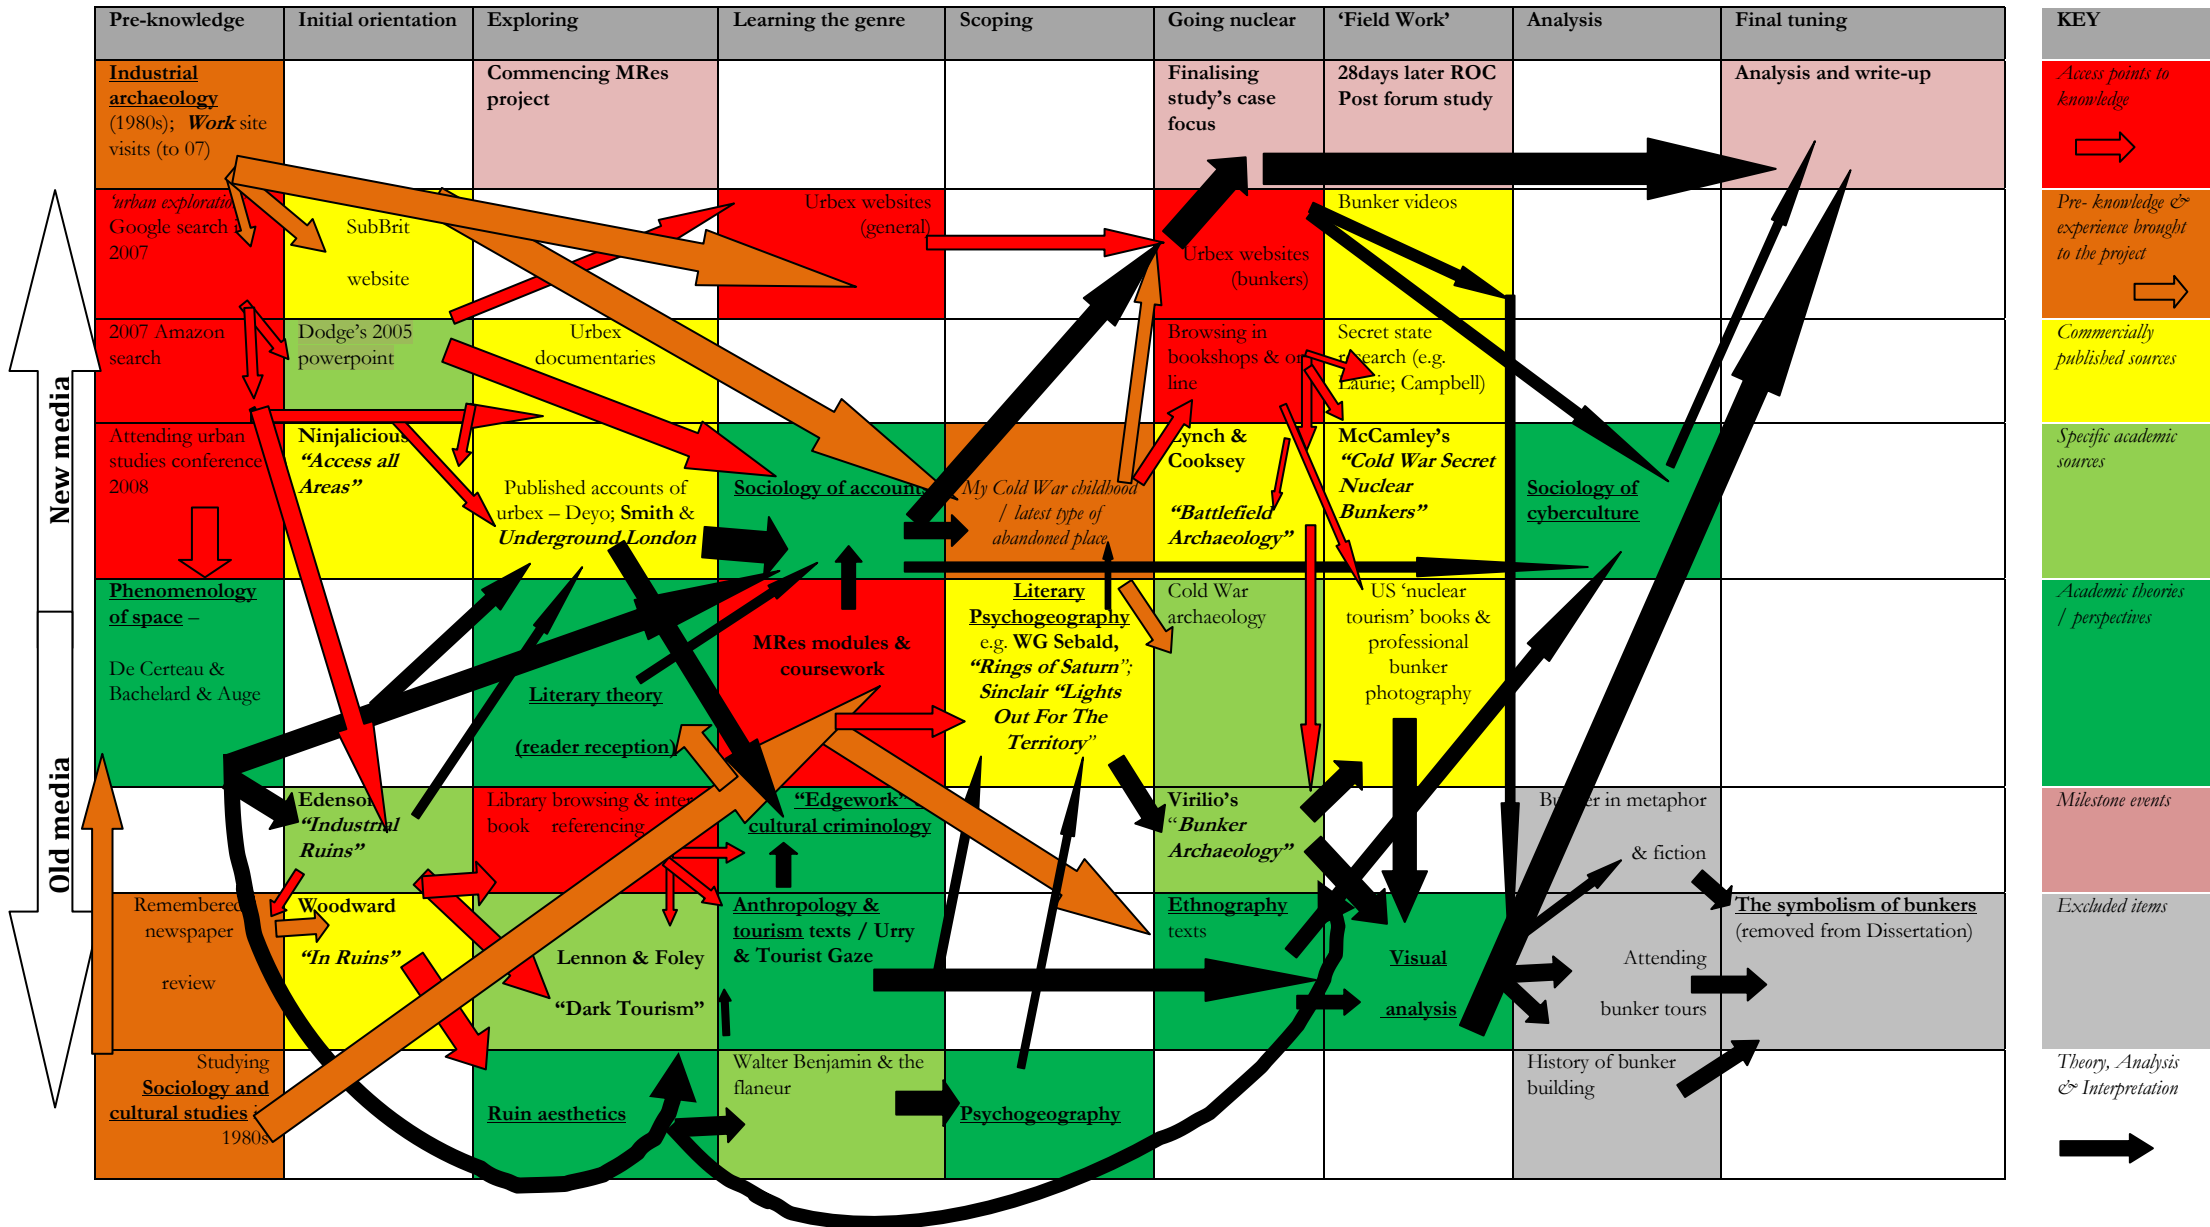 Pre-knowledge
Initial orientation
Exploring
Learning the genre
Scoping
Going nuclear
‘Field Work’
Analysis
Final tuning
KEY
Industrial
archaeology
(1980s); Work site
visits (to 07)
Commencing MRes
project
Finalising
study’s case
focus
28days later ROC
Post forum study
Analysis and write-up
Access points to
knowledge
‘urban exploration
Google search
2007
SubBrit
website
Urbex websites
(general)
Urbex websites
(bunkers)
Bunker videos
Pre- knowledge &
experience brought
to the project
2007 Amazon
search
Dodge’s 2005
powerpoint
Urbex
documentaries
Browsing in
bookshops & on
line
Secret state
research (e.g.
Laurie; Campbell)
Commercially
published sources
New media
Attending urban
studies conference
2008
Ninjalicious
“Access all
Areas”
Published accounts of
urbex – Deyo; Smith &
Underground London
Sociology of accounts
My Cold War childhood
/ latest type of
abandoned place
Lynch &
Cooksey
“Battlefield
Archaeology”
McCamley’s
“Cold War Secret
Nuclear
Bunkers”
Sociology of
cyberculture
Specific academic
sources
Phenomenology
of space –
De Certeau &
Bachelard & Auge
Literary theory
(reader reception)
MRes modules &
coursework
Literary
Psychogeography
e.g. WG Sebald,
“Rings of Saturn”;
Sinclair “Lights
Out For The
Territory”
Cold War
archaeology
US ‘nuclear
tourism’ books &
professional
bunker
photography
Academic theories
/ perspectives
Old media
Edensor
“Industrial
Ruins”
Library browsing & inter
book referencing
“Edgework”
cultural criminology
Virilio’s
“Bunker
Archaeology”
Bunker in metaphor
& fiction
Milestone events
Remembered
newspaper
review
Woodward
“In Ruins”
Lennon & Foley
“Dark Tourism”
Anthropology &
tourism texts / Urry
& Tourist Gaze
Ethnography
texts
Visual
analysis
Attending
bunker tours
The symbolism of bunkers
(removed from Dissertation)
Excluded items
Studying
Sociology and
cultural studies
1980s
Ruin aesthetics
Walter Benjamin & the
flaneur
Psychogeography
History of bunker
building
Theory, Analysis
& Interpretation